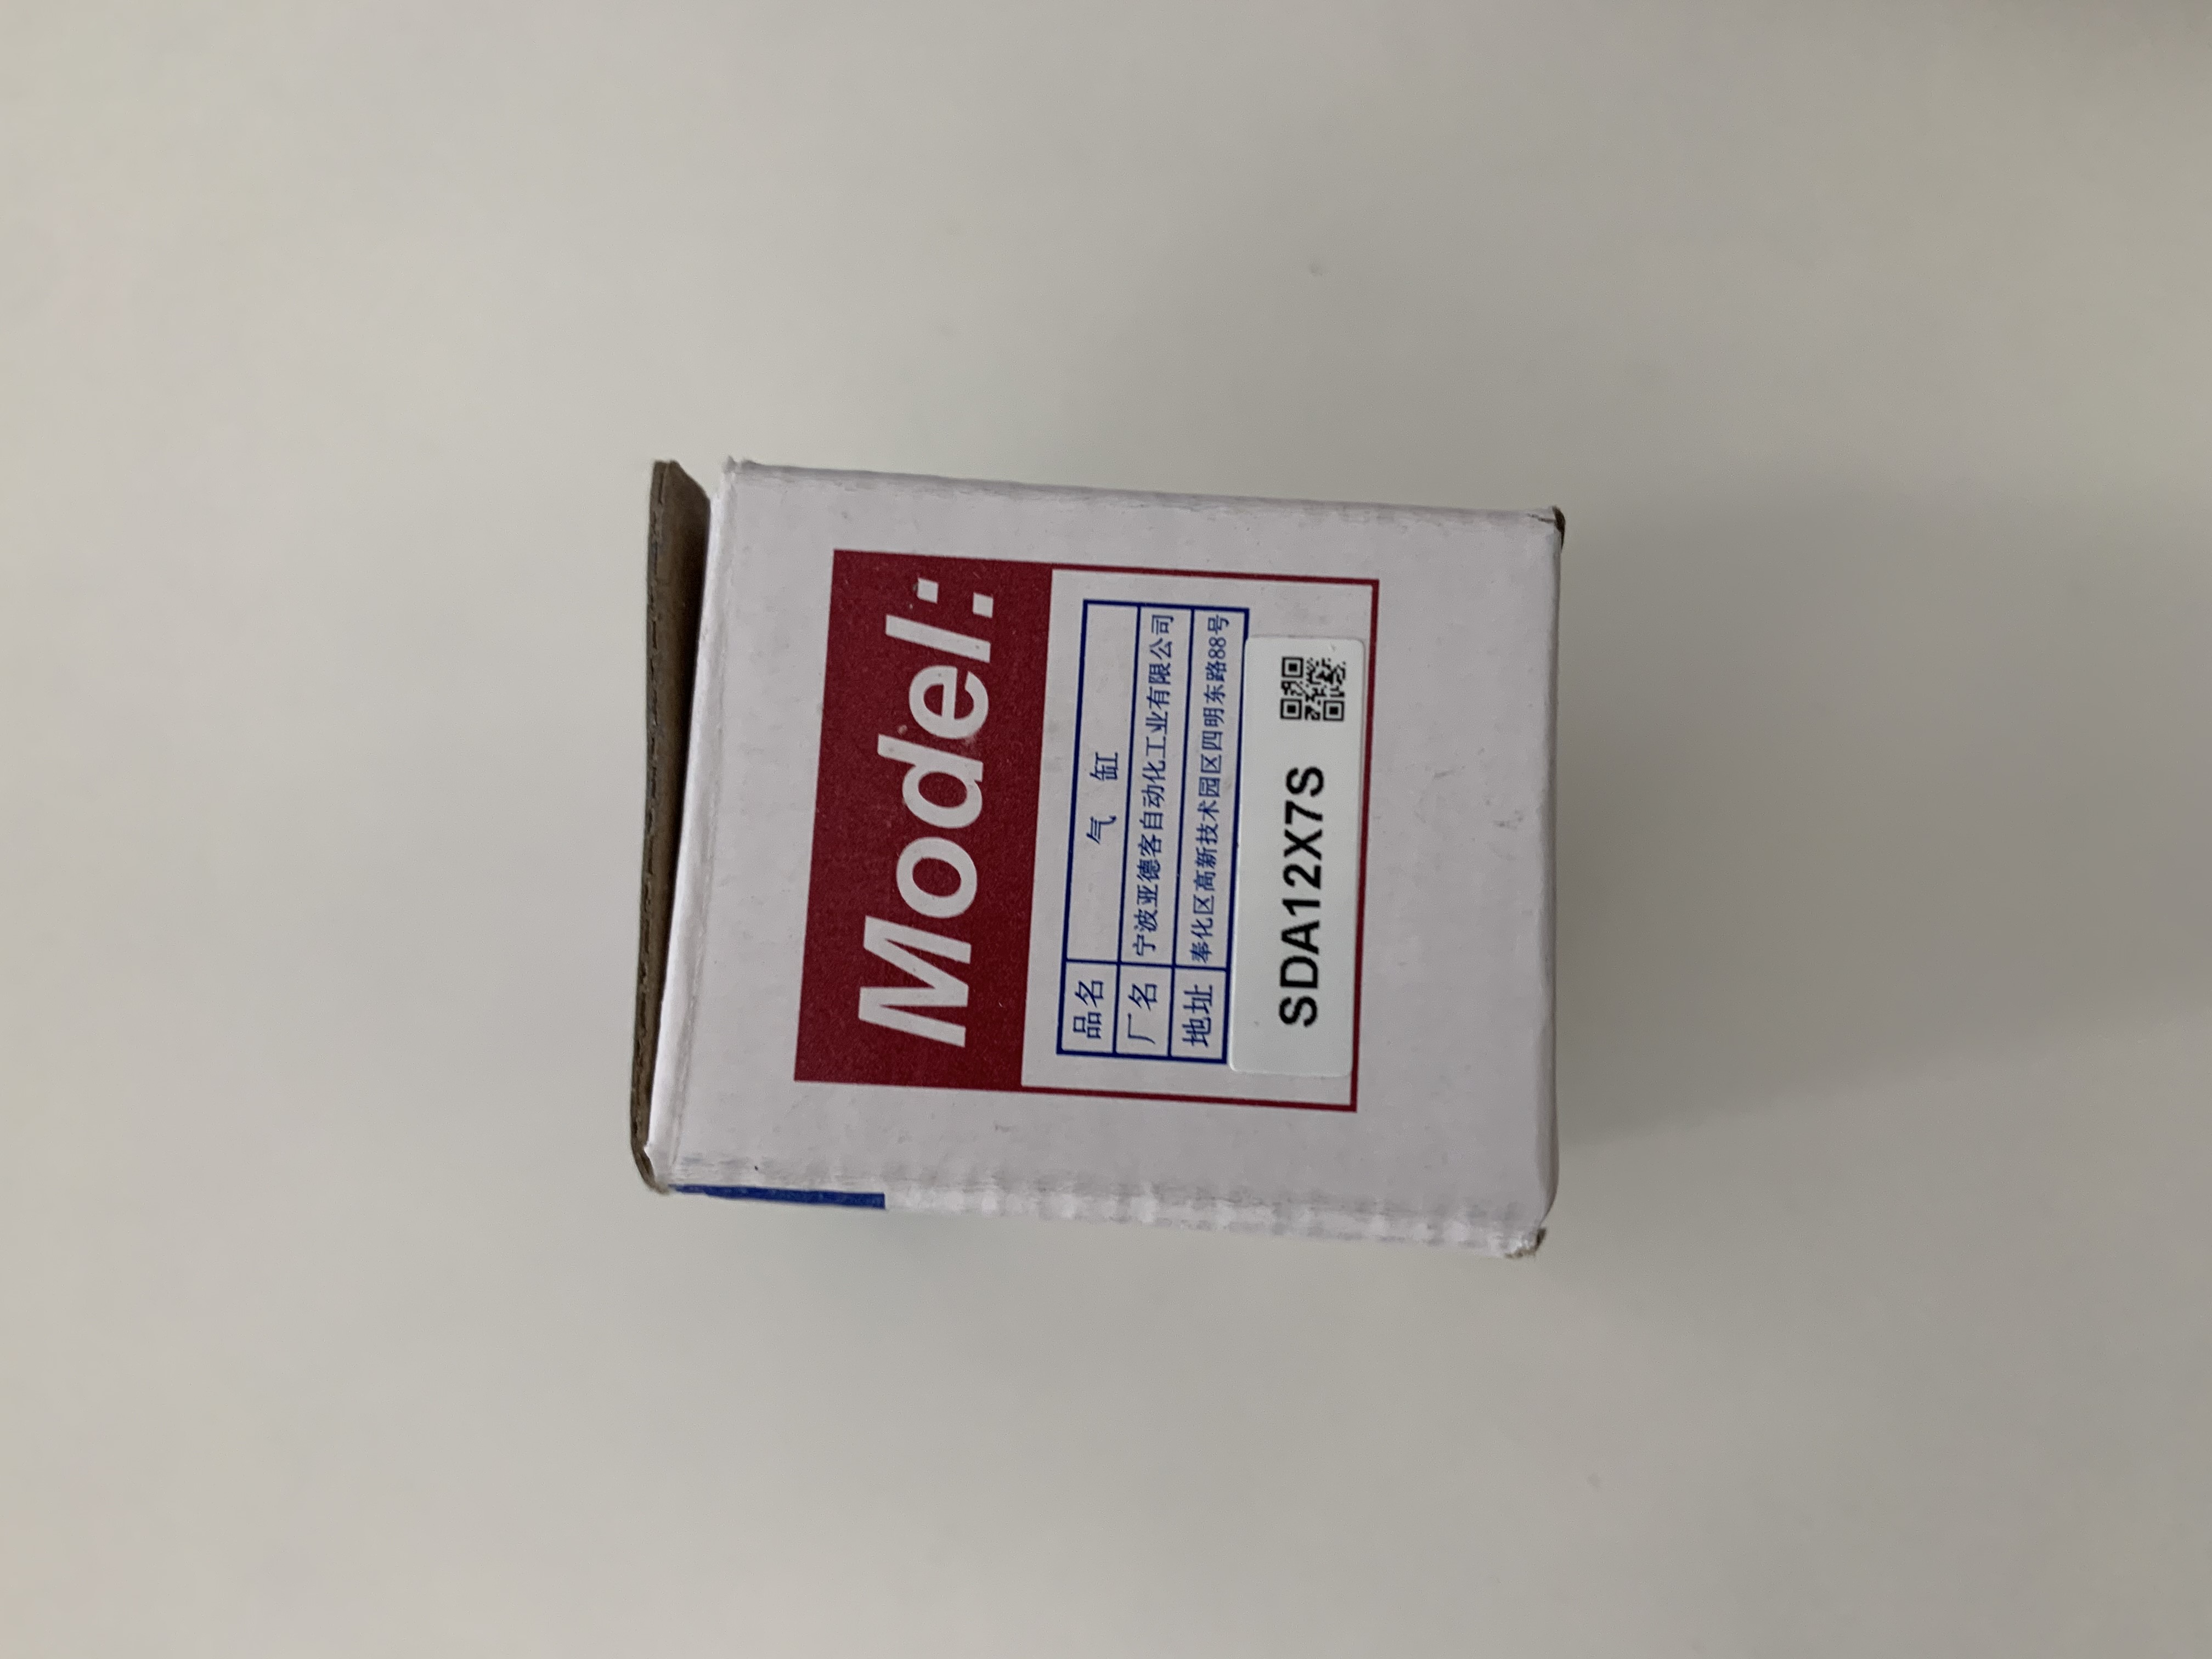 Model:
品名 气缸
厂名 宁波亚德客自动化工业有限公司
地址 奉化区高新技术园区四明东路88号
SDA12X7S